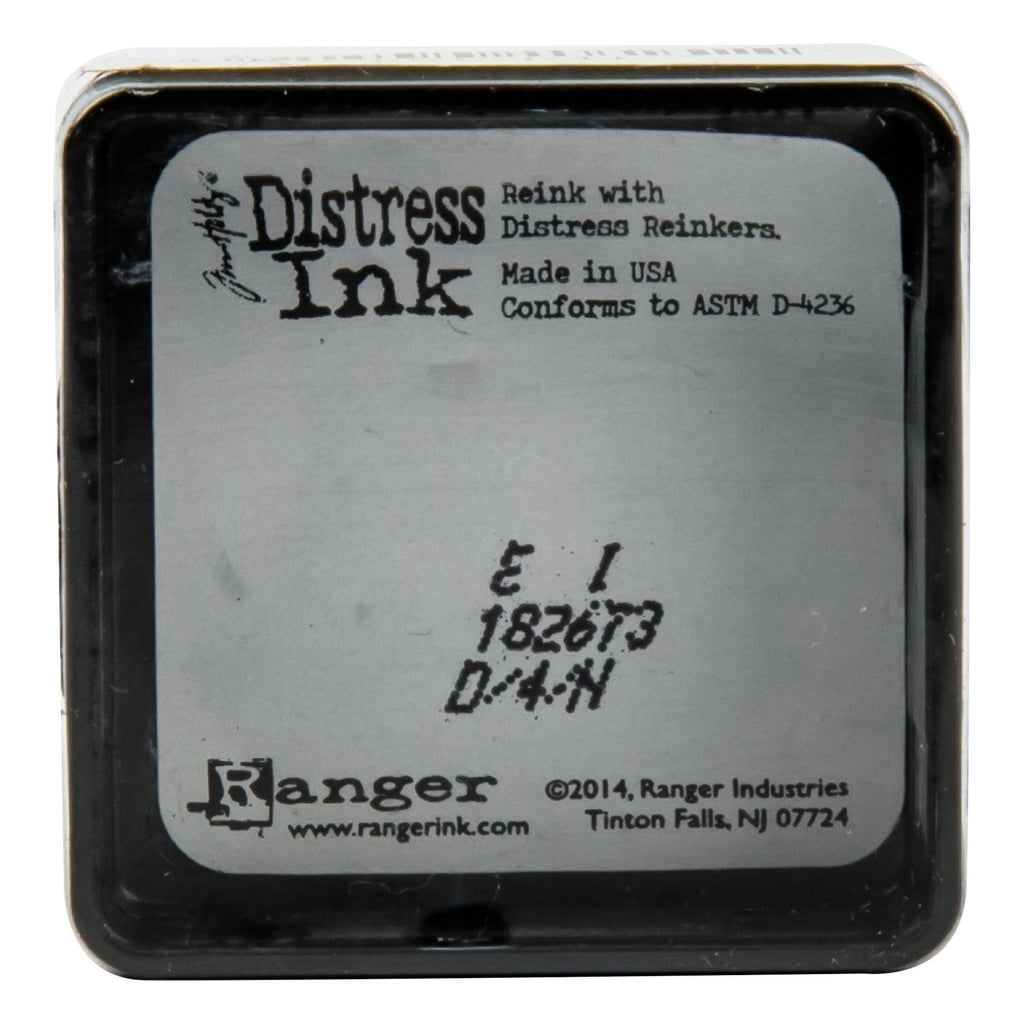 Tim Holtz® Distress Ink
Reink with
Distress Reinkers.
Made in USA
Conforms to ASTM D-4236
E I
182673
D/4/N
Ranger
www.rangerink.com
©2014, Ranger Industries
Tinton Falls, NJ 07724